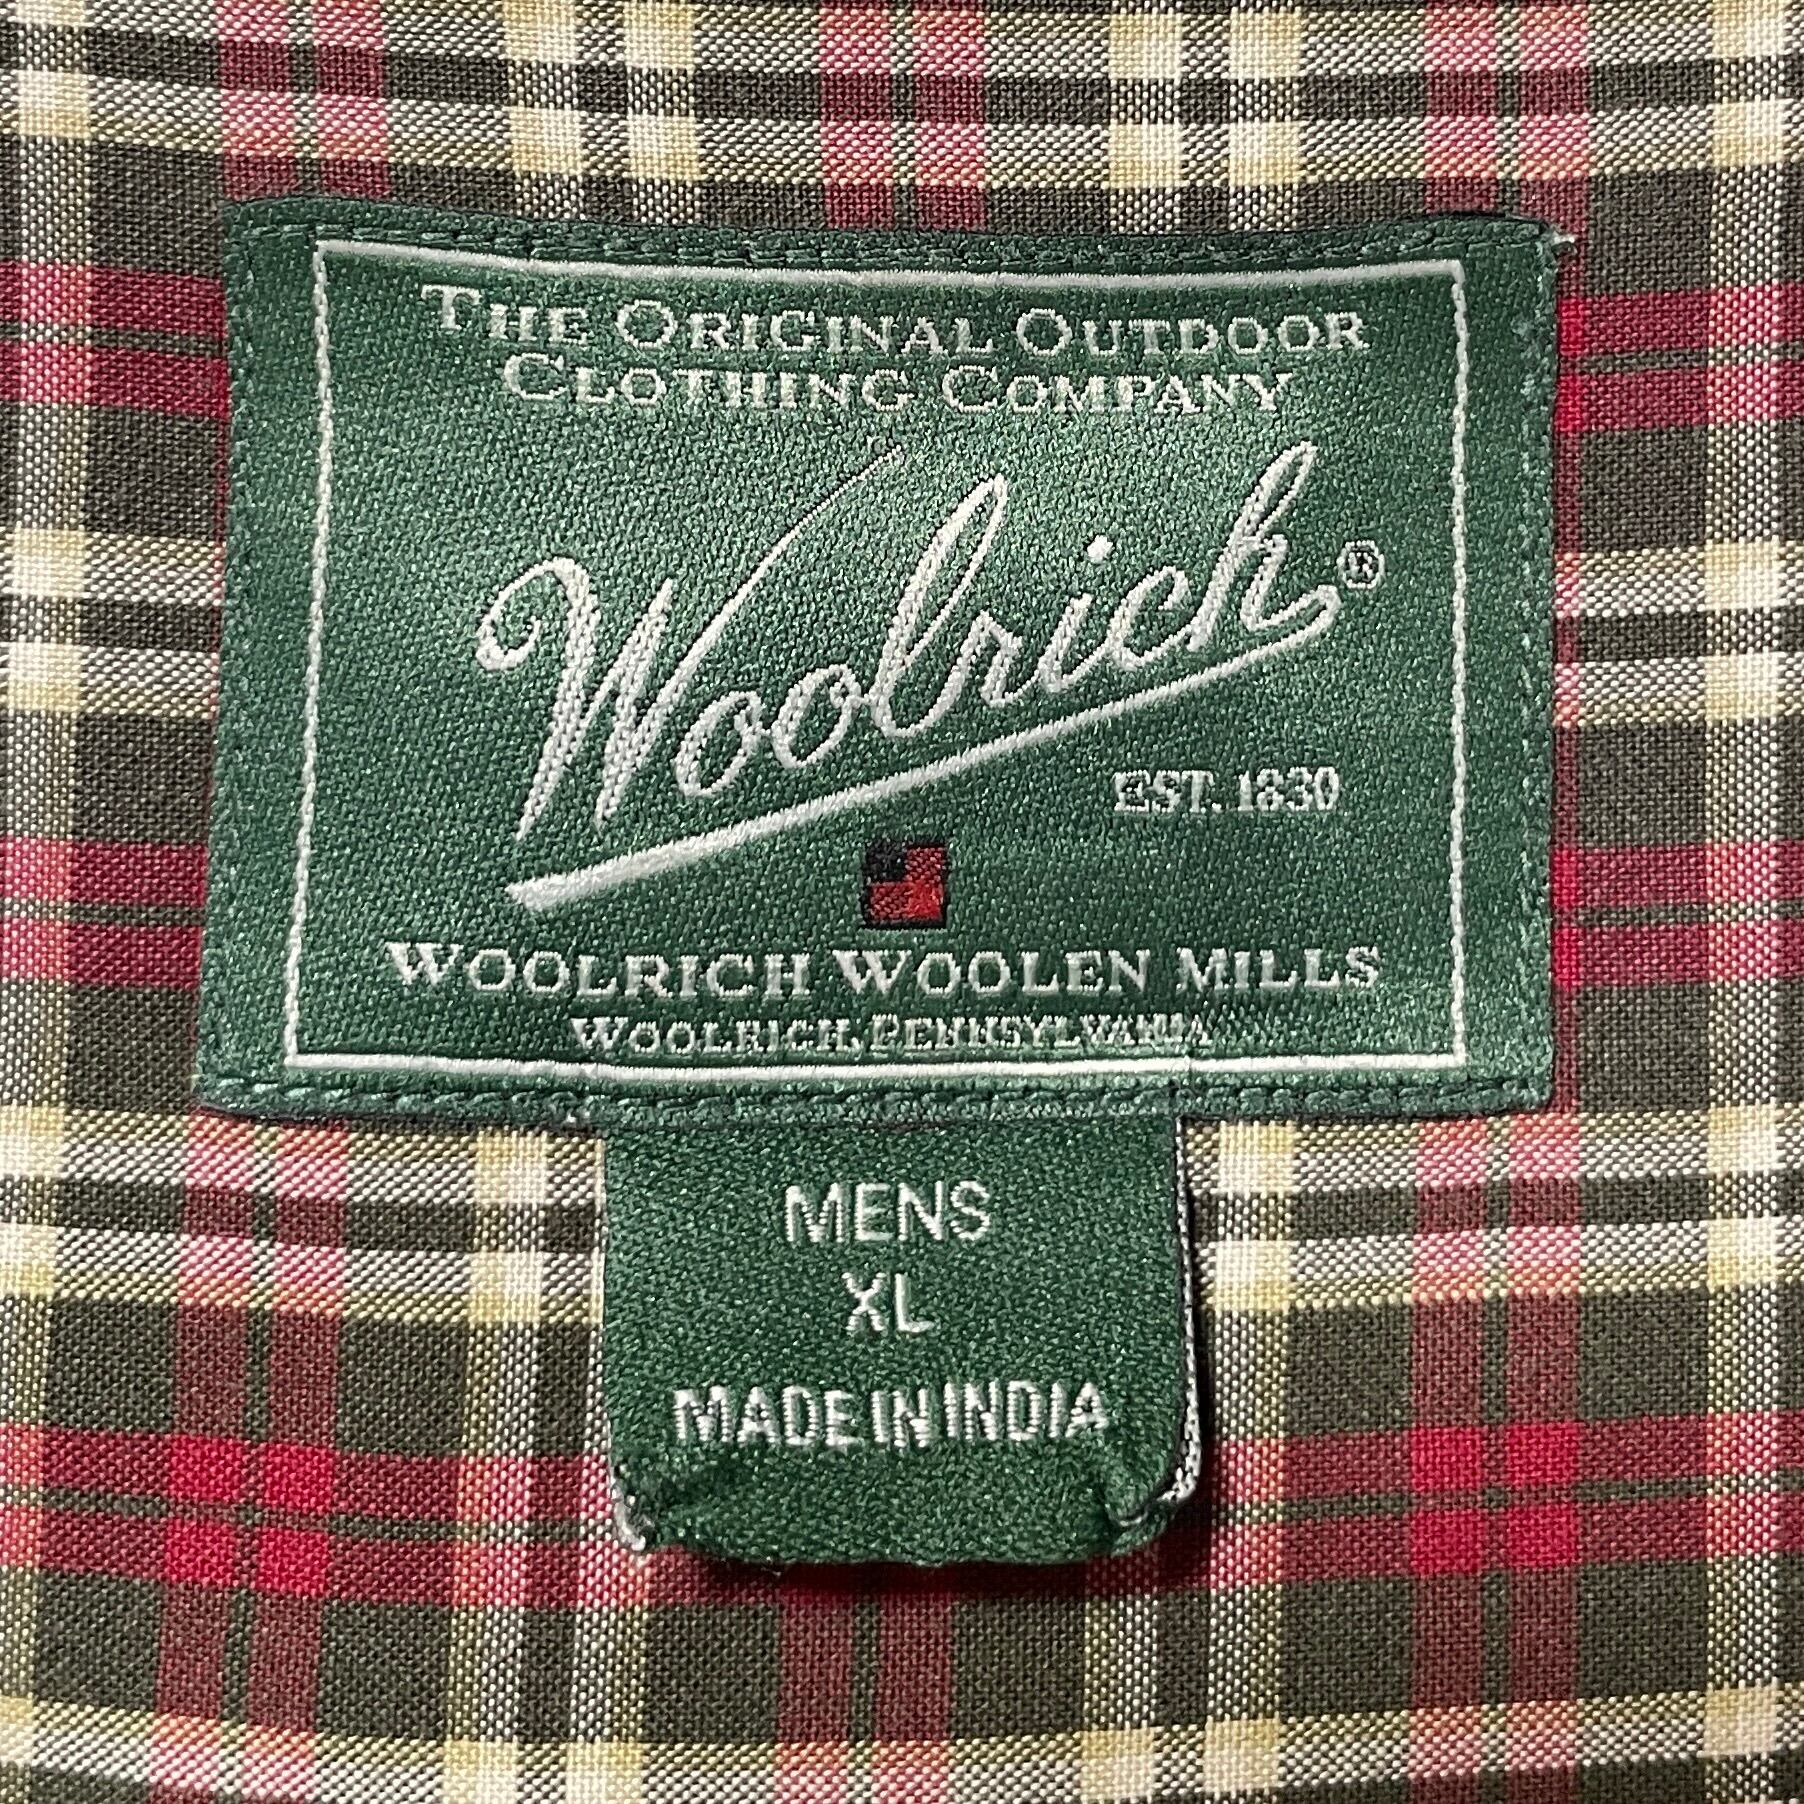 THE ORIGINAL OUTDOOR
CLOTHING COMPANY
Woolrich®
EST. 1830
WOOLRICH WOOLEN MILLS
WOOLRICH, PENNSYLVANIA
MENS
XL
MADE IN INDIA